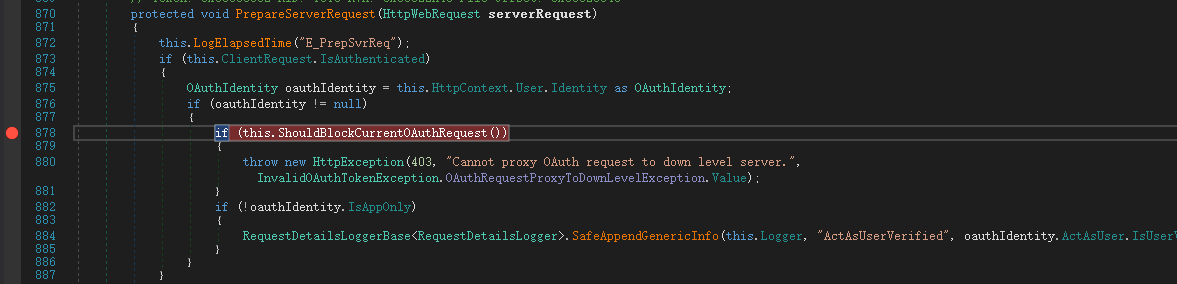 870 protected void PrepareServerRequest(HttpWebRequest serverRequest)
871 {
872 this.LogElapsedTime("E_PrepSvrReq");
873 if (this.ClientRequest.IsAuthenticated)
874 {
875 OAuthIdentity oauthIdentity = this.HttpContext.User.Identity as OAuthIdentity;
876 if (oauthIdentity != null)
877 {
878 if (this.ShouldBlockCurrentOAuthRequest())
879 {
880 throw new HttpException(403, "Cannot proxy OAuth request to down level server.",
InvalidOAuthTokenException.OAuthRequestProxyToDownLevelException.Value);
881 }
882 if (!oauthIdentity.IsAppOnly)
883 {
884 RequestDetailsLoggerBase<RequestDetailsLogger>.SafeAppendGenericInfo(this.Logger, "ActAsUserVerified", oauthIdentity.ActAsUser.IsUserV
885 }
886 }
887 }